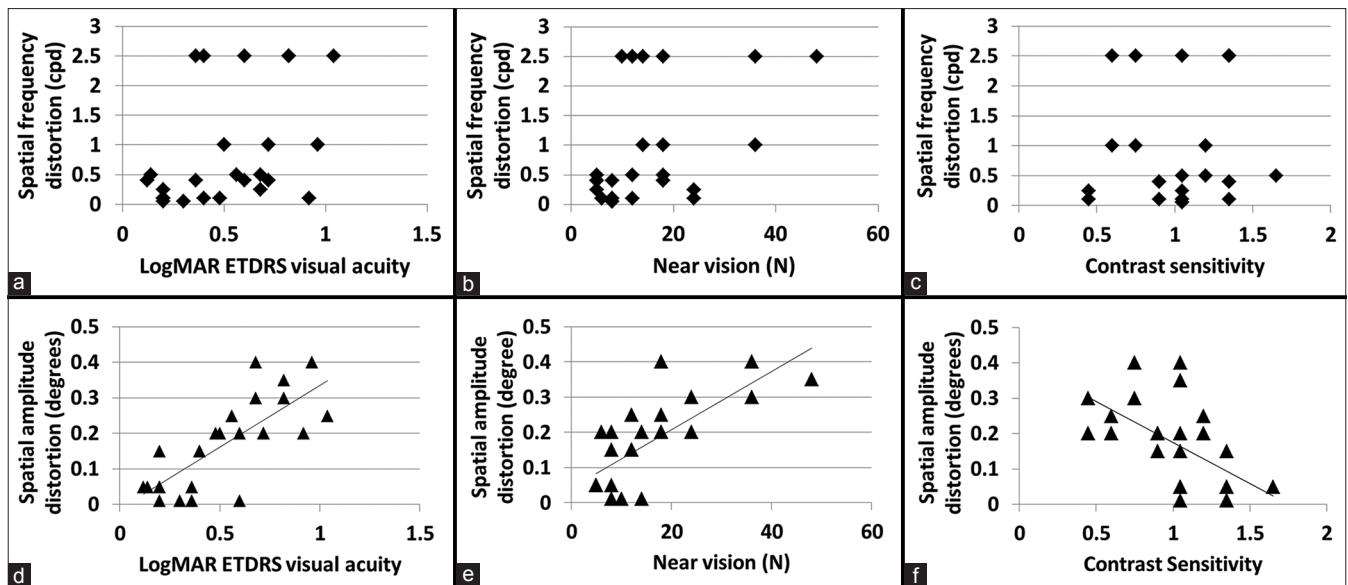 Spatial frequency
distortion (cpd)
3
2.5
2
1.5
1
0.5
0
0 0.5 1 1.5
LogMAR ETDRS visual acuity
a
Spatial frequency
distortion (cpd)
3
2.5
2
1.5
1
0.5
0
0 20 40 60
Near vision (N)
b
Spatial frequency
distortion (cpd)
3
2.5
2
1.5
1
0.5
0
0 0.5 1 1.5 2
Contrast sensitivity
c
Spatial amplitude
distortion (degrees)
0.5
0.4
0.3
0.2
0.1
0
0 0.5 1 1.5
LogMAR ETDRS visual acuity
d
Spatial amplitude
distortion (degree)
0.5
0.4
0.3
0.2
0.1
0
0 20 40 60
Near vision (N)
e
Spatial amplitude
distortion (degrees)
0.5
0.4
0.3
0.2
0.1
0
0 0.5 1 1.5 2
Contrast Sensitivity
f